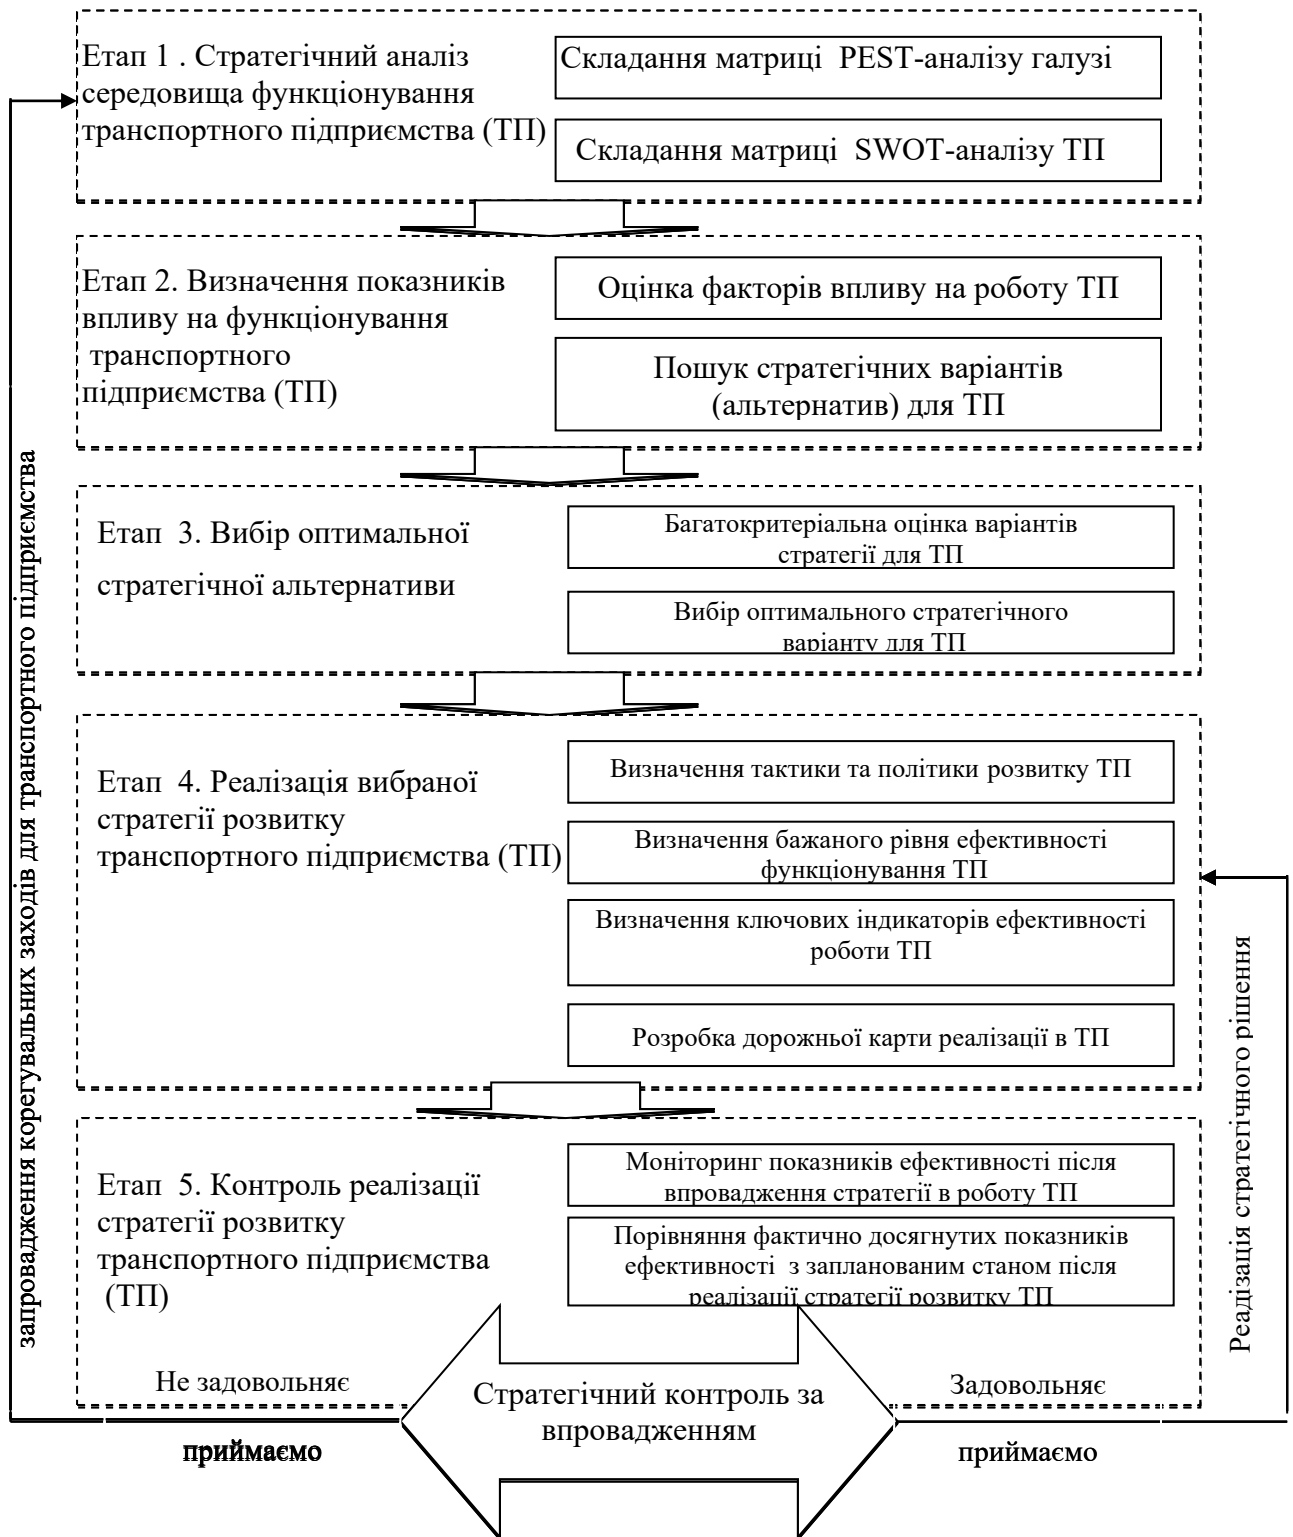 Етап 1 . Стратегічний аналіз
середовища функціонування
транспортного підприємства (ТП)
Складання матриці PEST-аналізу галузі
Складання матриці SWOT-аналізу ТП
Етап 2. Визначення показників
впливу на функціонування
транспортного
підприємства (ТП)
Оцінка факторів впливу на роботу ТП
Пошук стратегічних варіантів
(альтернатив) для ТП
Етап 3. Вибір оптимальної
стратегічної альтернативи
Багатокритеріальна оцінка варіантів
стратегії для ТП
Вибір оптимального стратегічного
варіанту для ТП
Етап 4. Реалізація вибраної
стратегії розвитку
транспортного підприємства (ТП)
Визначення тактики та політики розвитку ТП
Визначення бажаного рівня ефективності
функціонування ТП
Визначення ключових індикаторів ефективності
роботи ТП
Розробка дорожньої карти реалізації в ТП
Етап 5. Контроль реалізації
стратегії розвитку
транспортного підприємства
(ТП)
Моніторинг показників ефективності після
впровадження стратегії в роботу ТП
Порівняння фактично досягнутих показників
ефективності з запланованим станом після
реалізації стратегії розвитку ТП
Не задовольняє
приймаємо
Стратегічний контроль за
впровадженням
Задовольняє
приймаємо
запровадження корегувальних заходів для транспортного підприємства
Реадізація стратегічного рішення